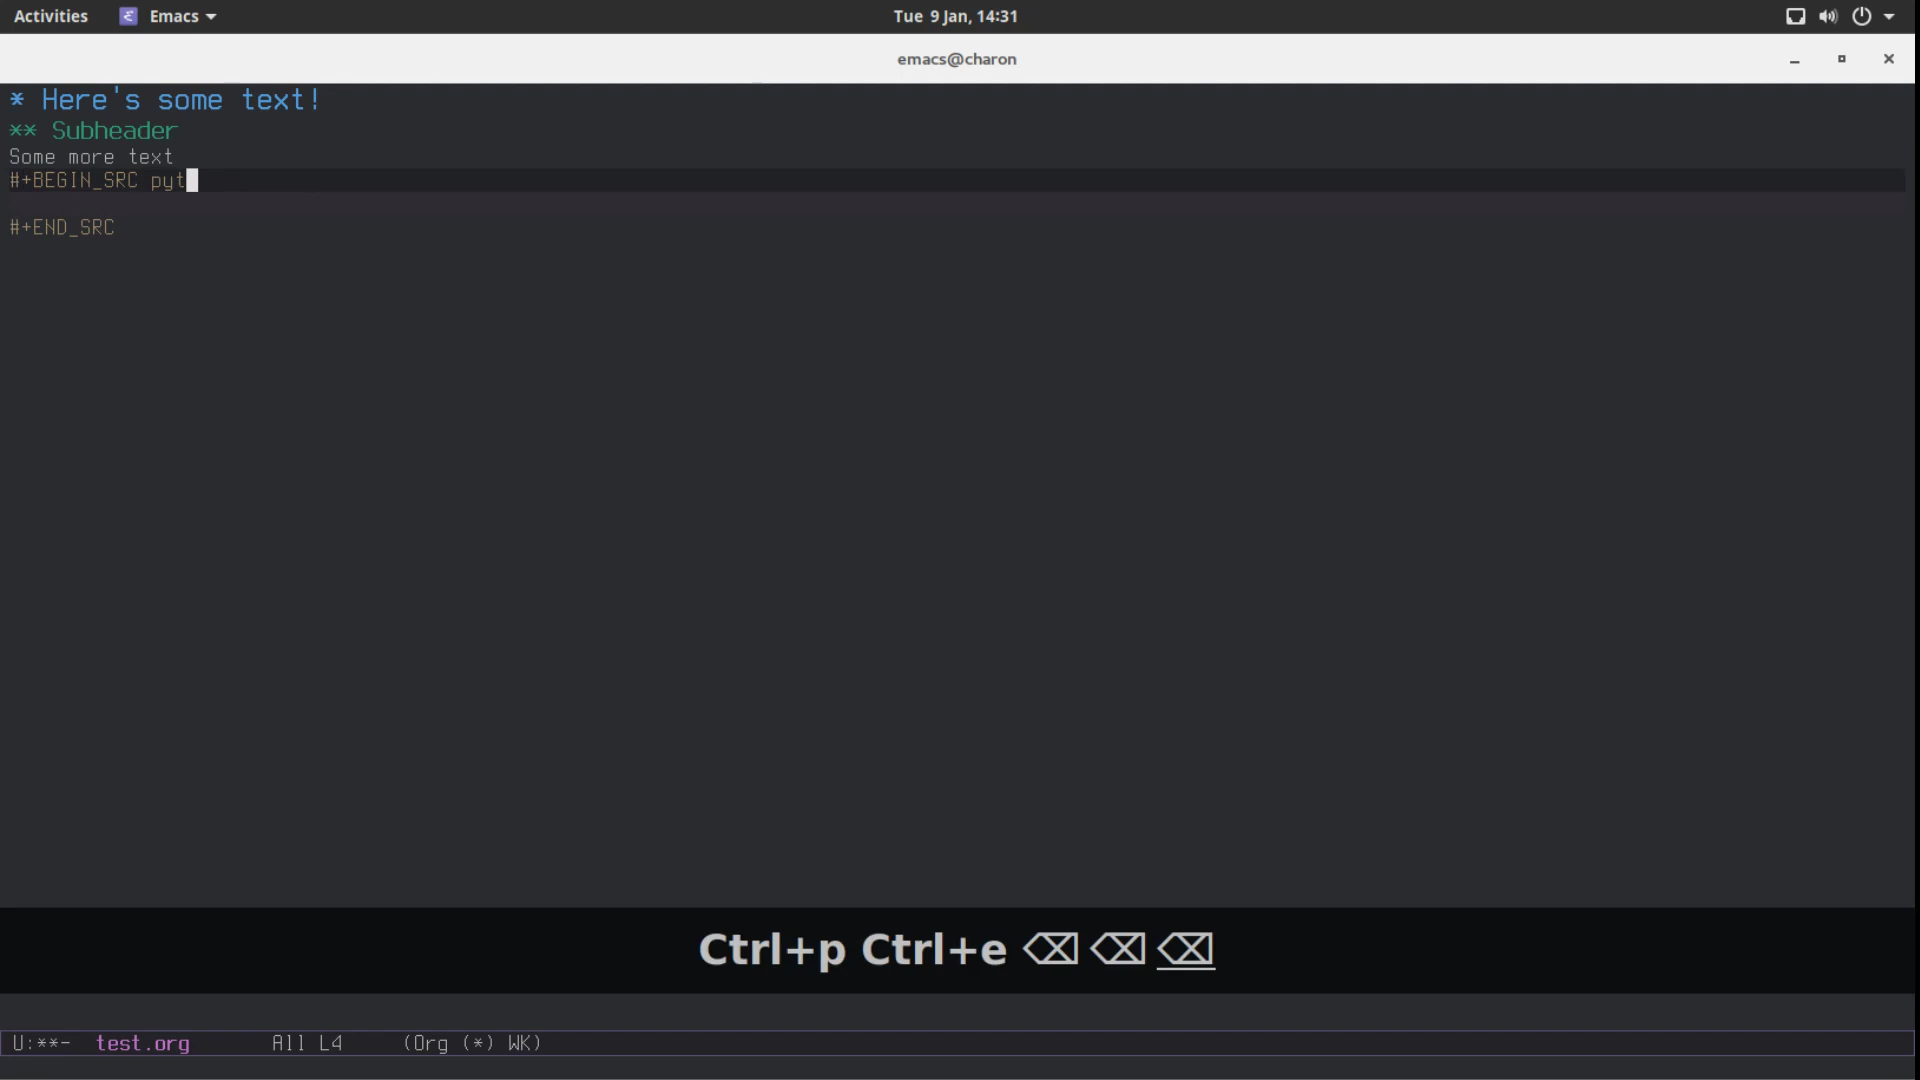 Activities Emacs Tue 9 Jan, 14:31
emacs@charon
* Here's some text!
** Subheader
Some more text
#+BEGIN_SRC pyt
#+END_SRC
Ctrl+p Ctrl+e ⌫ ⌫ ⌫
U:**- test.org All L4 (Org (*) WK)